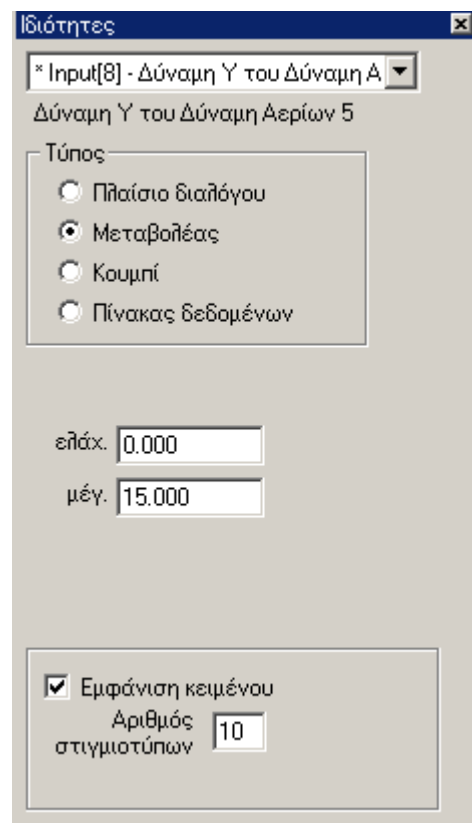 Ιδιότητες
* Input[8] - Δύναμη Υ του Δύναμη Α
Δύναμη Υ του Δύναμη Αερίων 5
Τύπος
Πλαίσιο διαλόγου
Μεταβολέας
Κουμπί
Πίνακας δεδομένων
ελάχ. 0.000
μέγ. 15.000
Εμφάνιση κειμένου
Αριθμός
στιγμιοτύπων 10